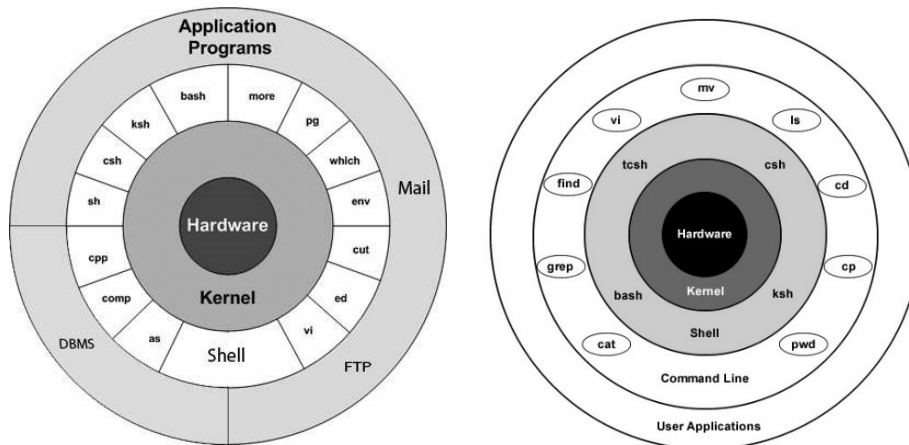 Application
Programs
bash
more
ksh
pg
csh
which
sh
env
Hardware
Mail
cpp
cut
Kernel
comp
ed
as
Shell
vi
DBMS
FTP
mv
vi
ls
tcsh
csh
find
cd
Hardware
grep
cp
Kernel
bash
ksh
Shell
cat
pwd
Command Line
User Applications